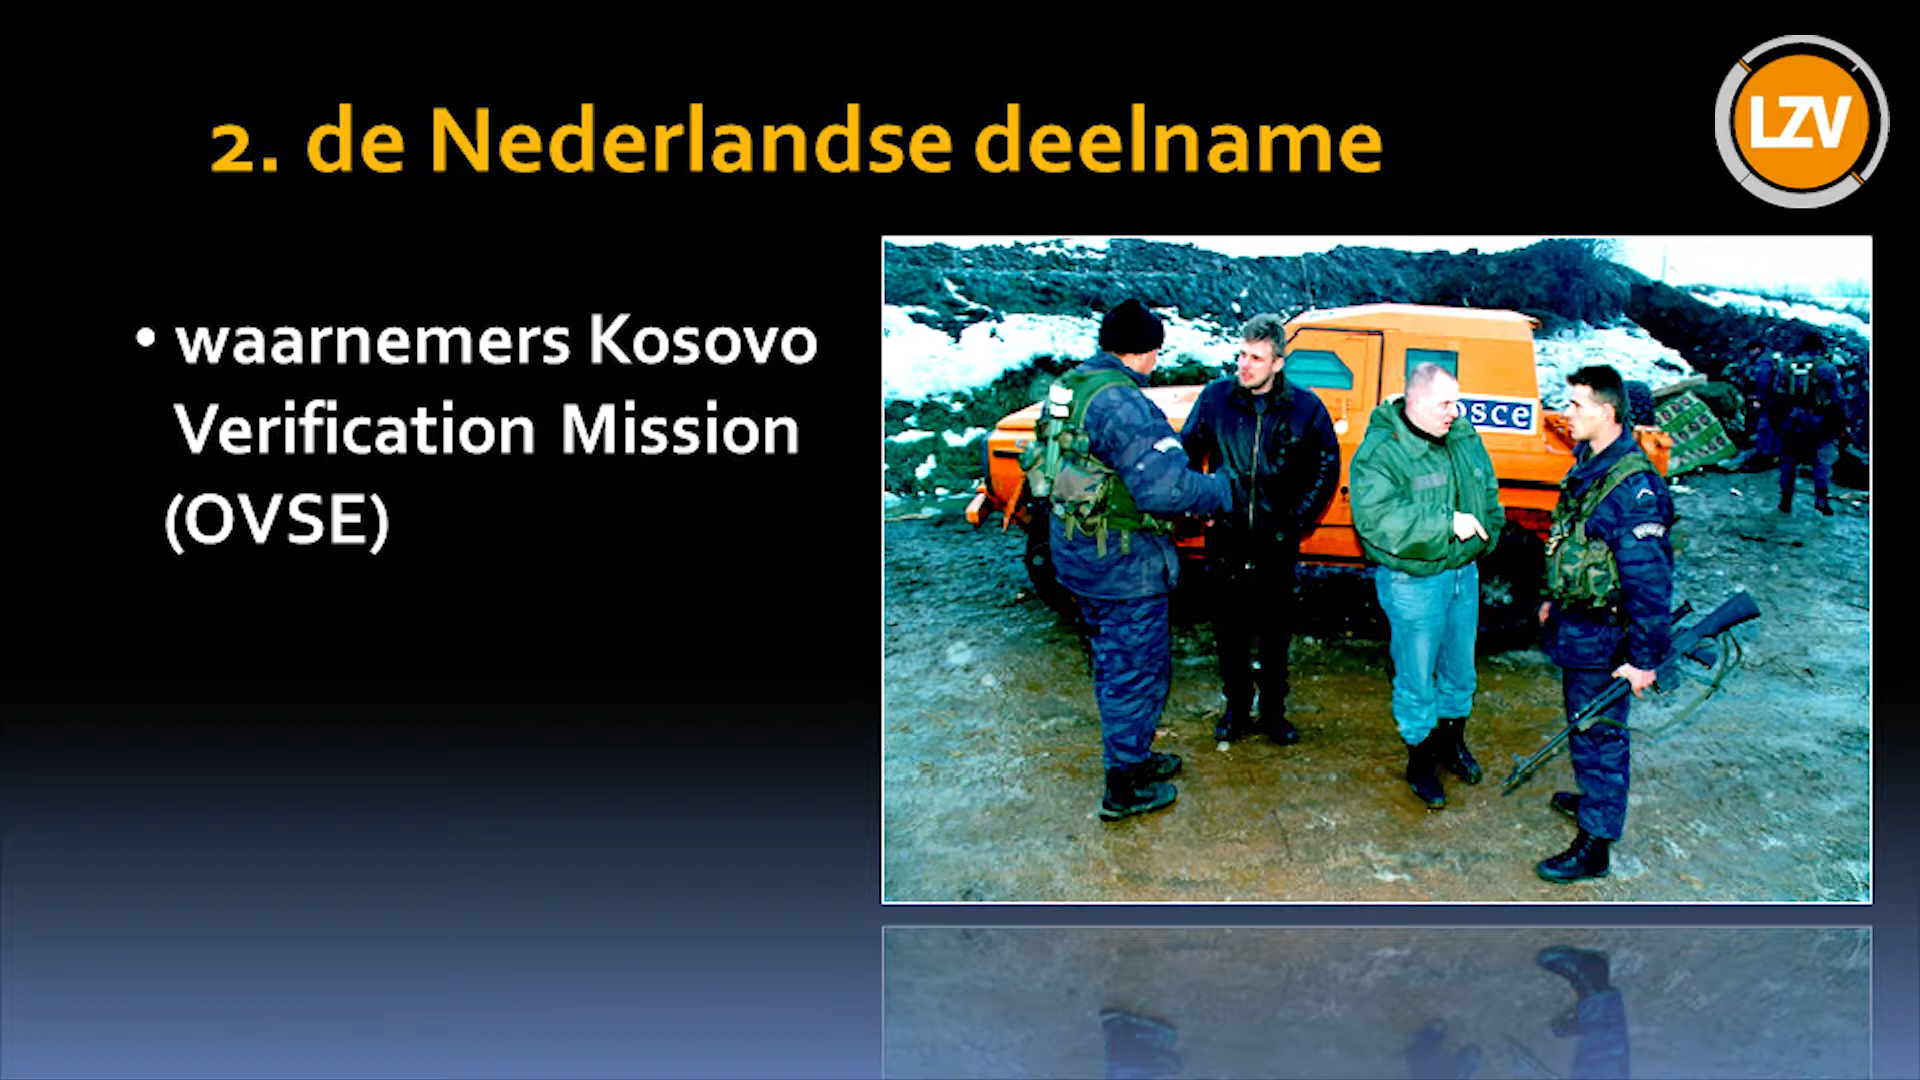 2. de Nederlandse deelname
LZV
• waarnemers Kosovo
Verification Mission
(OVSE)
osce